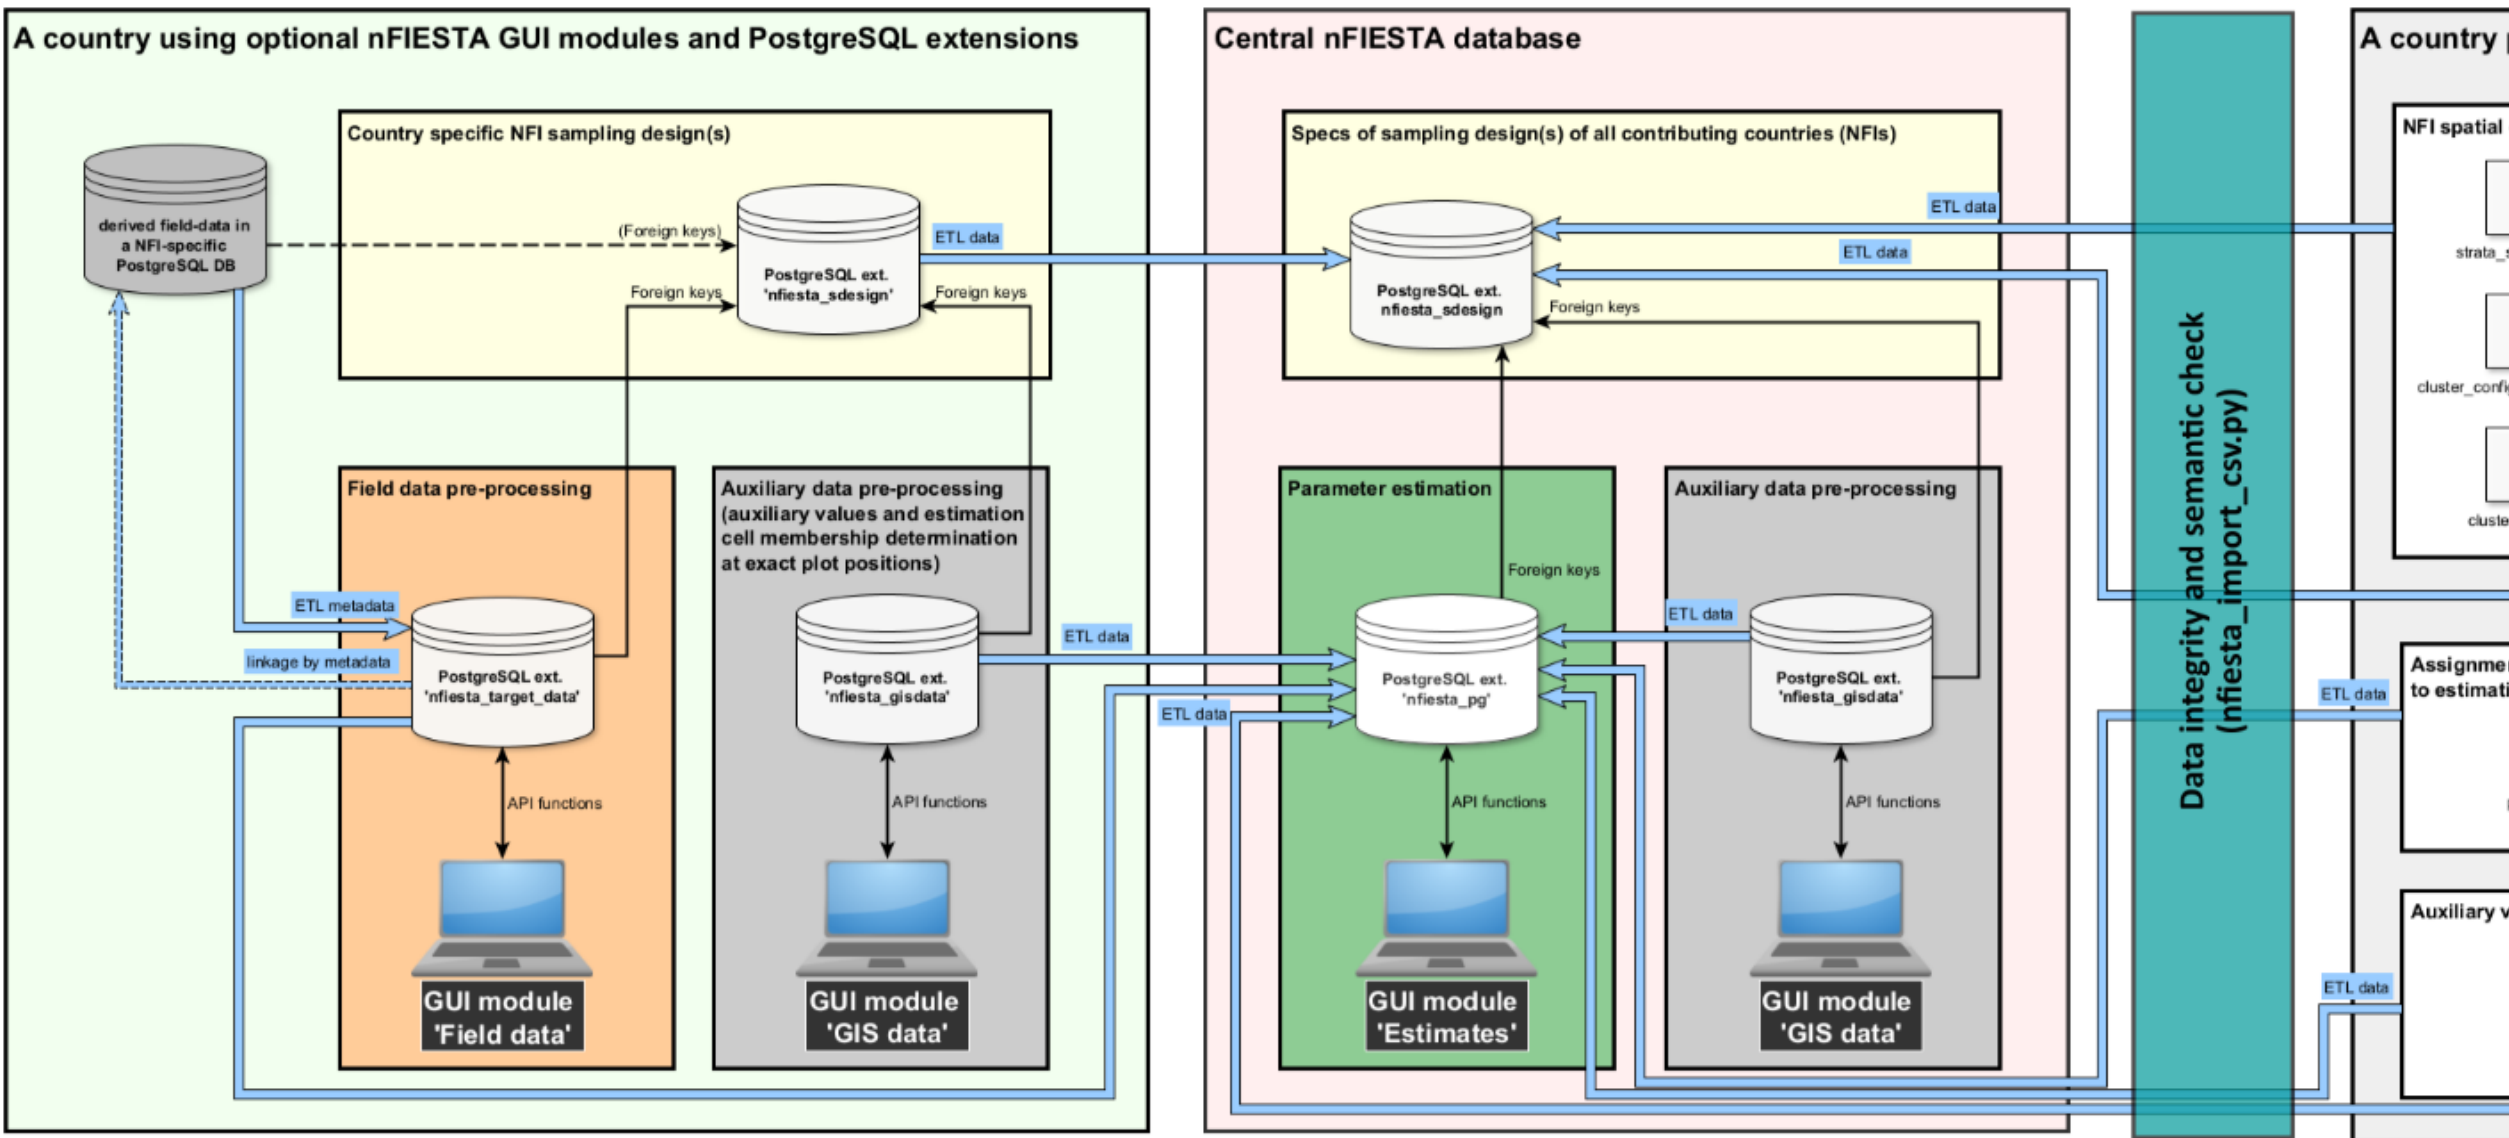 A country using optional nFIESTA GUI modules and PostgreSQL extensions
Country specific NFI sampling design(s)
derived field-data in
a NFI-specific
PostgreSQL DB
(Foreign keys)
PostgreSQL ext.
'nfiesta_sdesign'
ETL data
Foreign keys
Foreign keys
Field data pre-processing
ETL metadata
linkage by metadata
PostgreSQL ext.
'nfiesta_target_data'
API functions
GUI module
'Field data'
Auxiliary data pre-processing
(auxiliary values and estimation
cell membership determination
at exact plot positions)
PostgreSQL ext.
'nfiesta_gisdata'
API functions
GUI module
'GIS data'
ETL data
ETL data
Central nFIESTA database
Specs of sampling design(s) of all contributing countries (NFIs)
PostgreSQL ext.
nfiesta_sdesign
ETL data
ETL data
Foreign keys
Parameter estimation
Foreign keys
PostgreSQL ext.
'nfiesta_pg'
API functions
GUI module
'Estimates'
Auxiliary data pre-processing
ETL data
PostgreSQL ext.
'nfiesta_gisdata'
API functions
GUI module
'GIS data'
Data integrity and semantic check
(nfiesta_import_csv.py)
A country
NFI spatial
strata_
cluster_config
cluste
Assignme
to estimati
ETL data
Auxiliary v
ETL data